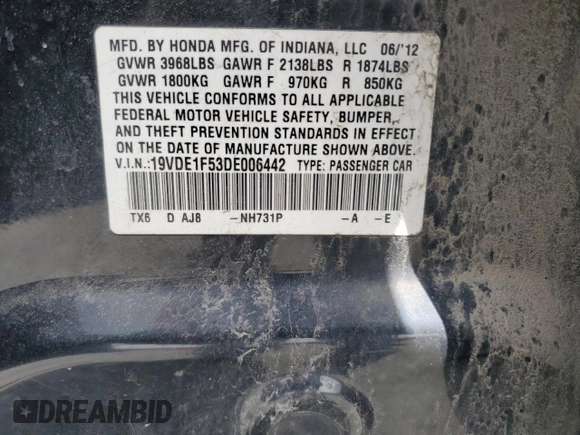 MFD. BY HONDA MFG. OF INDIANA, LLC 06/'12
GVWR 3968LBS GAWR F 2138LBS R 1874LBS
GVWR 1800KG GAWR F 970KG R 850KG
THIS VEHICLE CONFORMS TO ALL APPLICABLE
FEDERAL MOTOR VEHICLE SAFETY, BUMPER,
AND THEFT PREVENTION STANDARDS IN EFFECT
ON THE DATE OF MANUFACTURE SHOWN ABOVE.
V.I.N.:19VDE1F53DE006442 TYPE: PASSENGER CAR
TX6 D AJ8 -NH731P -A -E
DREAMBID